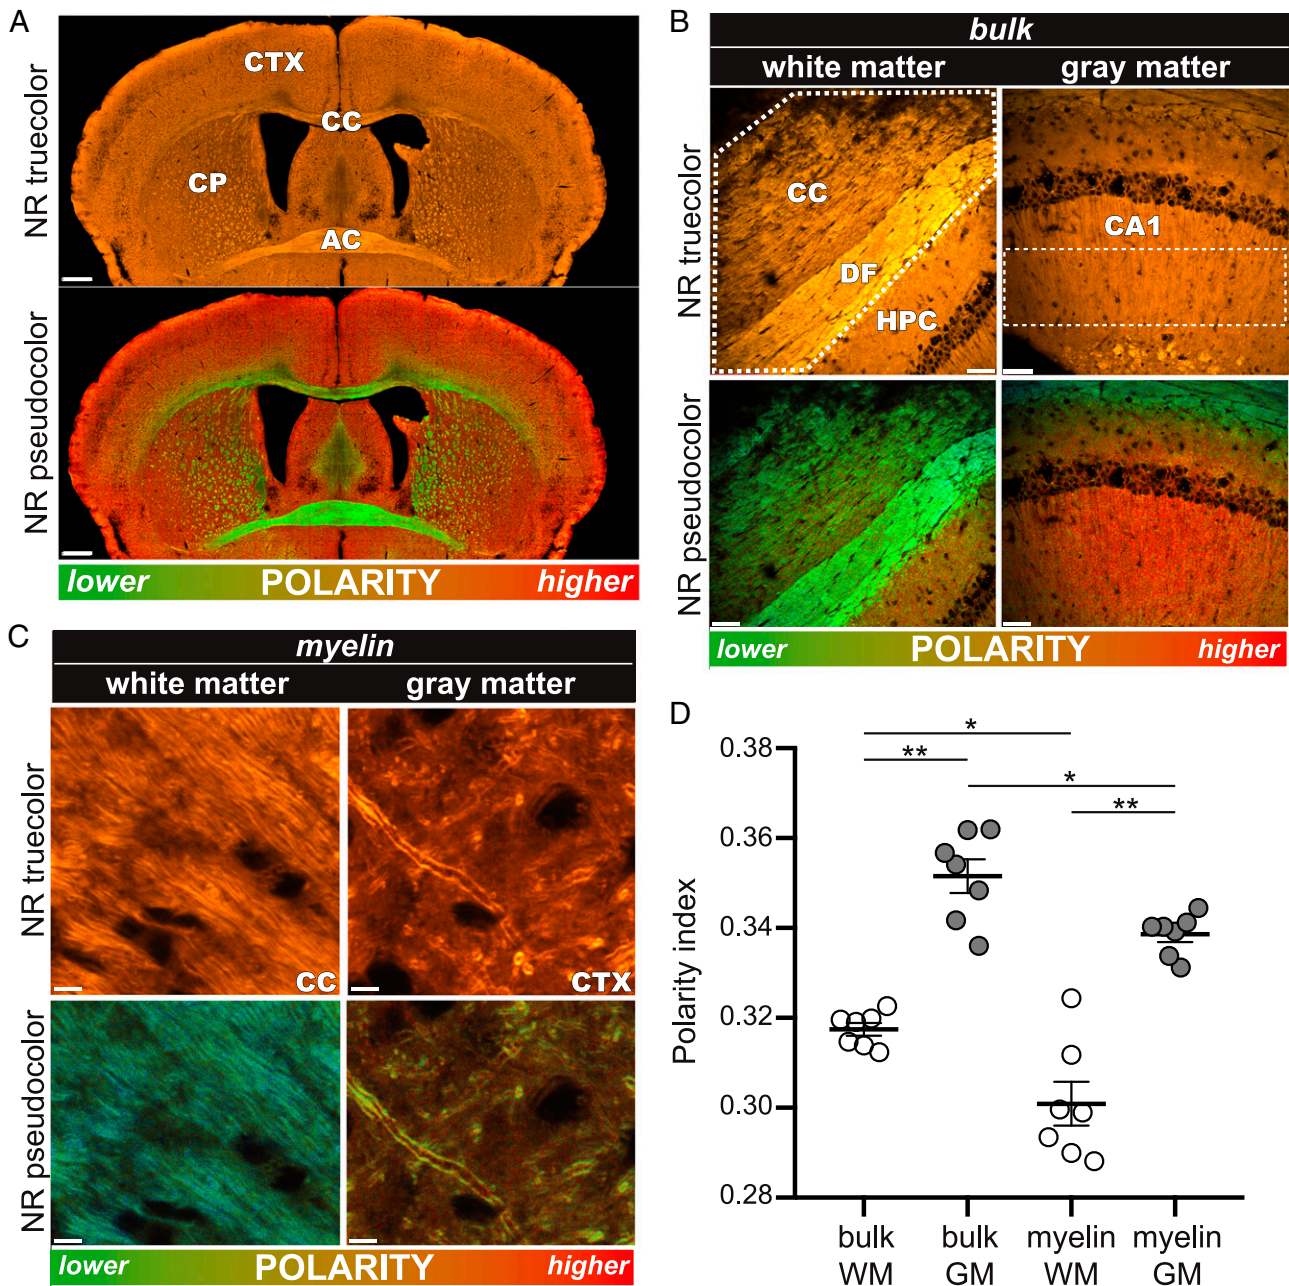 A
NR truecolor
CTX
CC
CP
AC
NR pseudocolor
lower POLARITY higher
B
bulk
white matter gray matter
NR truecolor
CC
DF
HPC
CA1
NR pseudocolor
lower POLARITY higher
C
myelin
white matter gray matter
NR truecolor
CC
CTX
NR pseudocolor
lower POLARITY higher
D
Polarity index
0.38
0.36
0.34
0.32
0.30
0.28
*
**
*
**
bulk bulk myelin myelin
WM GM WM GM